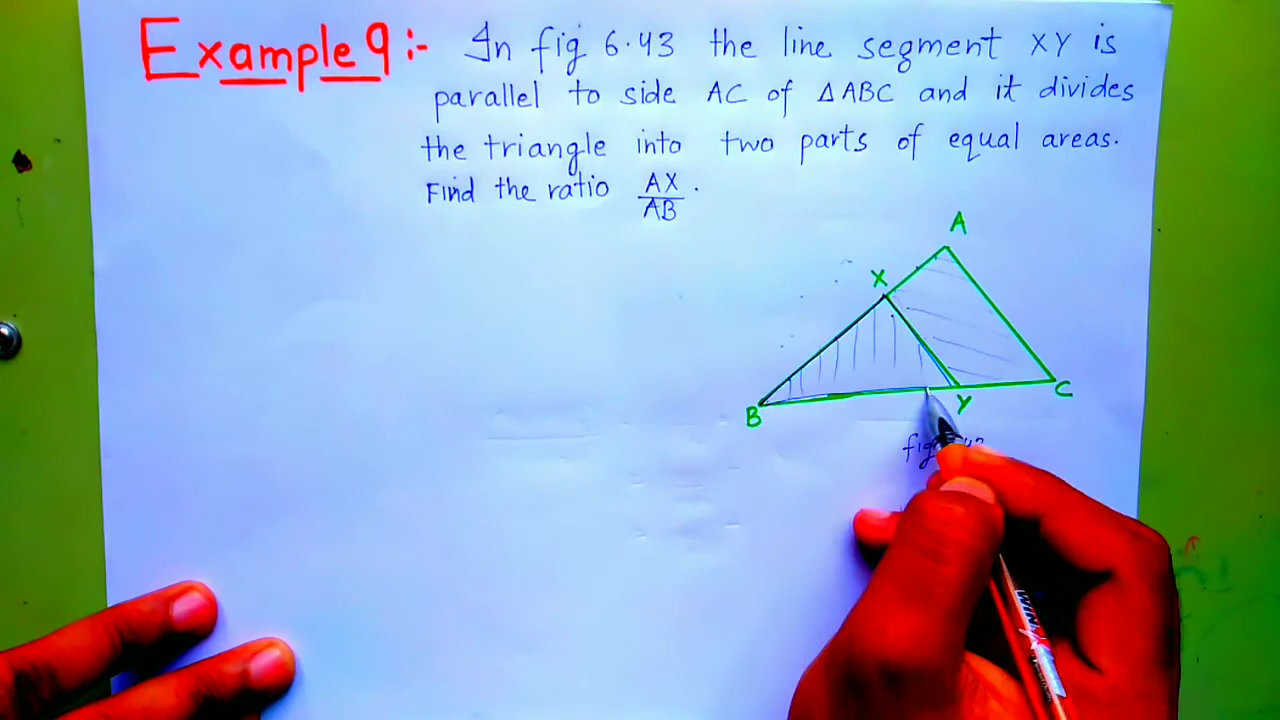 Example 9 :- In fig 6.43 the line segment XY is
parallel to side AC of △ABC and it divides
the triangle into two parts of equal areas.
Find the ratio AX/AB .
A
X
B
Y
C